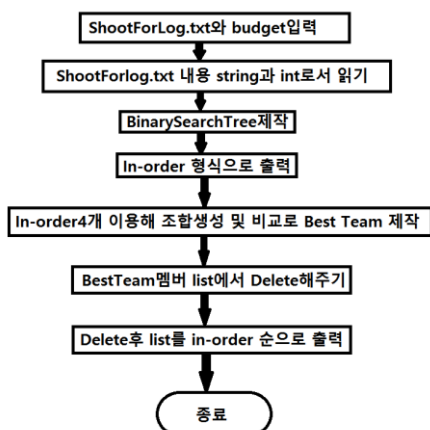 ShootForLog.txt와 budget입력
ShootForlog.txt 내용 string과 int로서 읽기
BinarySearchTree제작
In-order 형식으로 출력
In-order4개 이용해 조합생성 및 비교로 Best Team 제작
BestTeam멤버 list에서 Delete해주기
Delete후 list를 in-order 순으로 출력
종료